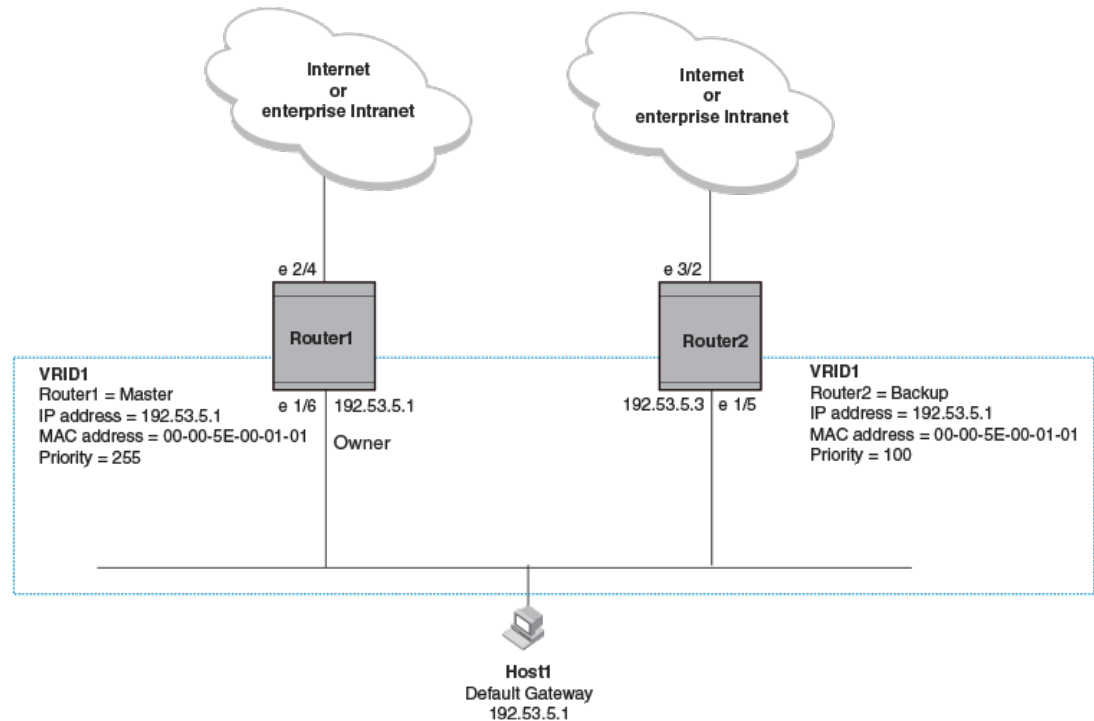 Internet
or
enterprise Intranet
Internet
or
enterprise Intranet
e 2/4
e 3/2
Router1
Router2
VRID1
Router1 = Master
IP address = 192.53.5.1
MAC address = 00-00-5E-00-01-01
Priority = 255
e 1/6
192.53.5.1
Owner
192.53.5.3
e 1/5
VRID1
Router2 = Backup
IP address = 192.53.5.1
MAC address = 00-00-5E-00-01-01
Priority = 100
Host1
Default Gateway
192.53.5.1